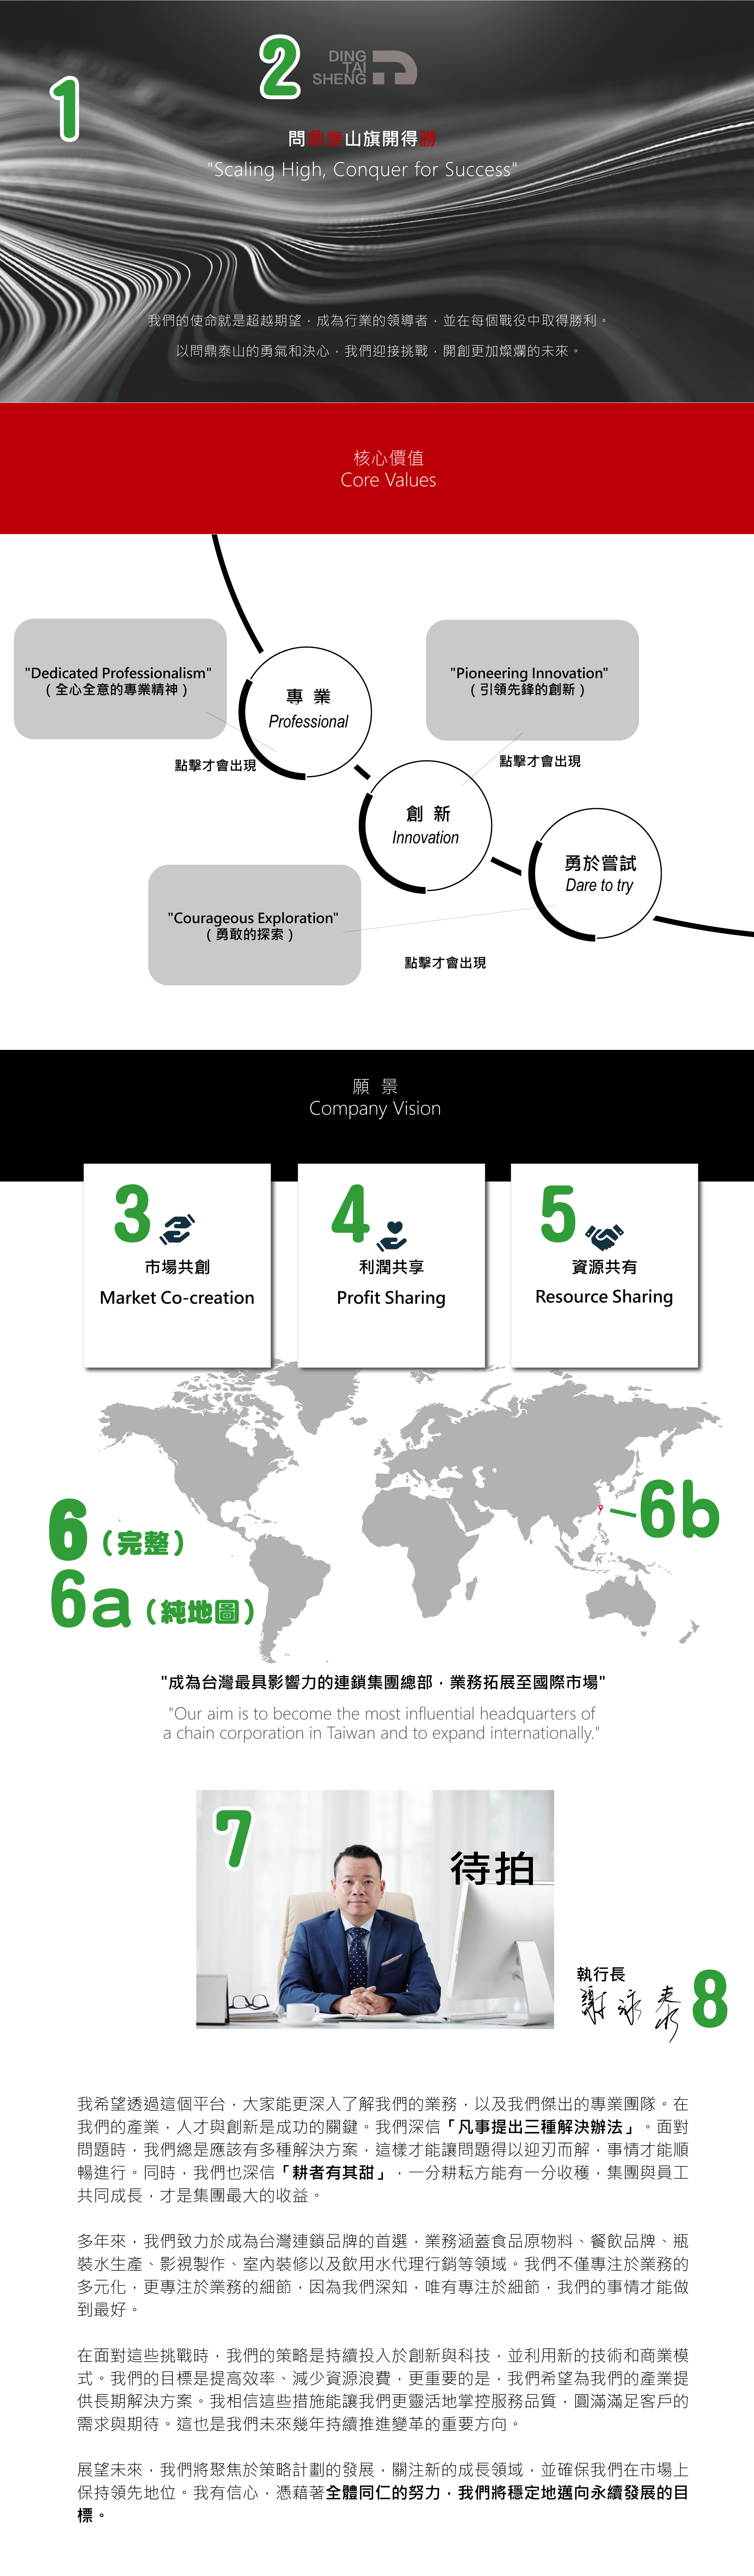 1
2
DING
TAI
SHENG
問鼎泰山旗開得勝
"Scaling High, Conquer for Success"
我們的使命就是超越期望，成為行業的領導者，並在每個戰役中取得勝利。
以問鼎泰山的勇氣和決心，我們迎接挑戰，開創更加燦爛的未來。
核心價值
Core Values
"Dedicated Professionalism"
（全心全意的專業精神）
"Pioneering Innovation"
（引領先鋒的創新）
專 業
Professional
點擊才會出現
點擊才會出現
創 新
Innovation
勇於嘗試
Dare to try
"Courageous Exploration"
（勇敢的探索）
點擊才會出現
願 景
Company Vision
3
市場共創
Market Co-creation
4
利潤共享
Profit Sharing
5
資源共有
Resource Sharing
6（完整）
6a（純地圖）
6b
"成為台灣最具影響力的連鎖集團總部，業務拓展至國際市場"
"Our aim is to become the most influential headquarters of
a chain corporation in Taiwan and to expand internationally."
7
待拍
執行長
謝 泳 泰
8
我希望透過這個平台，大家能更深入了解我們的業務，以及我們傑出的專業團隊。在
我們的產業，人才與創新是成功的關鍵。我們深信「凡事提出三種解決辦法」。面對
問題時，我們總是應該有多種解決方案，這樣才能讓問題得以迎刃而解，事情才能順
暢進行。同時，我們也深信「耕者有其甜」，一分耕耘方能有一分收穫，集團與員工
共同成長，才是集團最大的收益。
多年來，我們致力於成為台灣連鎖品牌的首選，業務涵蓋食品原物料、餐飲品牌、瓶
裝水生產、影視製作、室內裝修以及飲用水代理行銷等領域。我們不僅專注於業務的
多元化，更專注於業務的細節，因為我們深知，唯有專注於細節，我們的事情才能做
到最好。
在面對這些挑戰時，我們的策略是持續投入於創新與科技，並利用新的技術和商業模
式。我們的目標是提高效率、減少資源浪費，更重要的是，我們希望為我們的產業提
供長期解決方案。我相信這些措施能讓我們更靈活地掌控服務品質，圓滿滿足客戶的
需求與期待。這也是我們未來幾年持續推進變革的重要方向。
展望未來，我們將聚焦於策略計劃的發展，關注新的成長領域，並確保我們在市場上
保持領先地位。我有信心，憑藉著全體同仁的努力，我們將穩定地邁向永續發展的目
標。